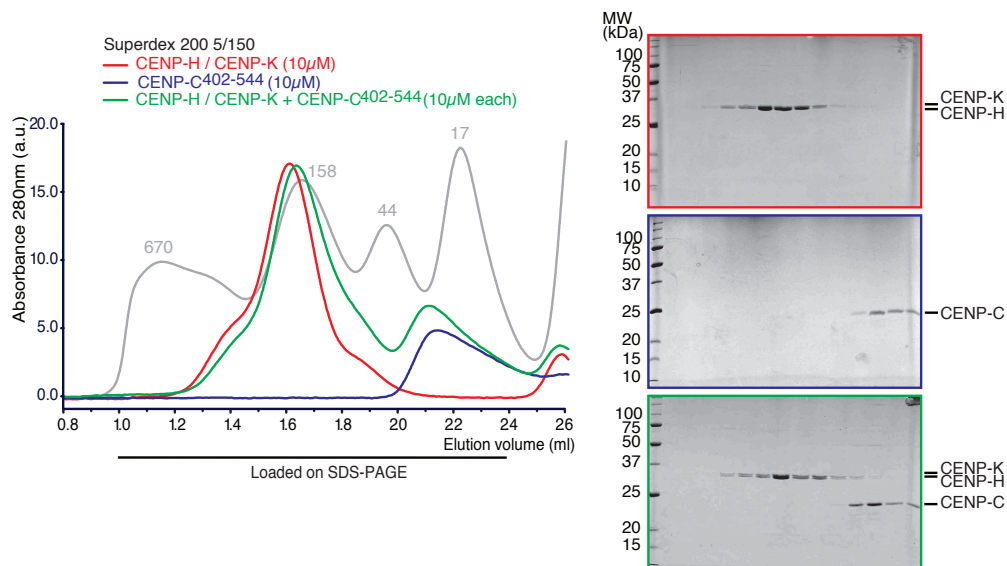 Superdex 200 5/150
CENP-H / CENP-K (10µM)
CENP-C402-544 (10µM)
CENP-H / CENP-K + CENP-C402-544 (10µM each)
Absorbance 280nm (a.u.)
20.0
15.0
10.0
5.0
0.0
670
158
44
17
0.8
1.0
1.2
1.4
1.6
1.8
20
22
24
26
Elution volume (ml)
Loaded on SDS-PAGE
MW
(kDa)
100
75
50
37
25
15
20
10
CENP-K
CENP-H
100
75
50
37
25
20
15
10
CENP-C
100
75
50
37
25
20
15
CENP-K
CENP-H
CENP-C